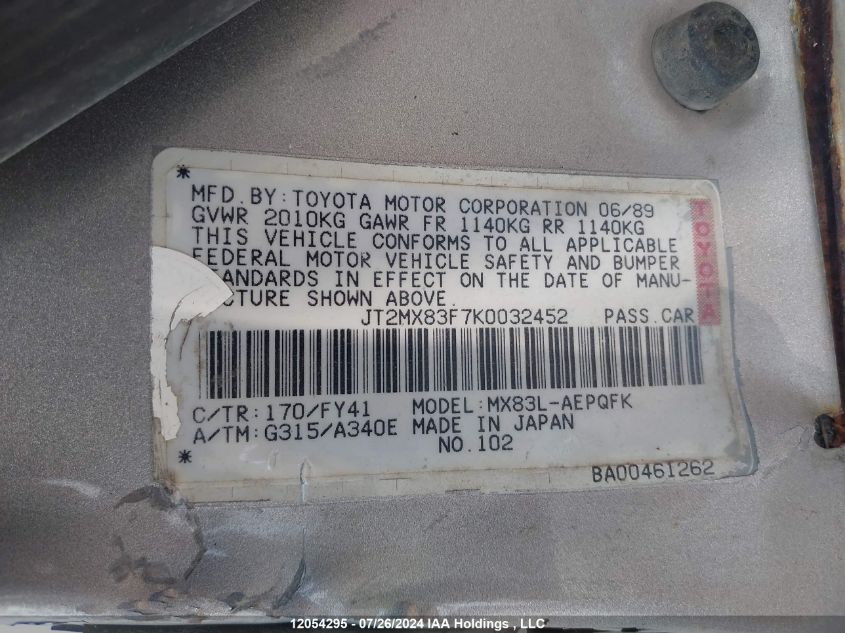 *
MFD. BY: TOYOTA MOTOR CORPORATION 06/89
GVWR 2010KG GAWR FR 1140KG RR 1140KG
THIS VEHICLE CONFORMS TO ALL APPLICABLE
FEDERAL MOTOR VEHICLE SAFETY AND BUMPER
TANDARDS IN EFFECT ON THE DATE OF MANU-
CTURE SHOWN ABOVE.
TOYOTA
JT2MX83F7K0032452 PASS. CAR
C/TR: 170/FY41 MODEL: MX83L-AEPQFK
A/TM: G315/A340E MADE IN JAPAN
* NO. 102
BA00461262
12054295 - 07/26/2024 IAA Holdings , LLC